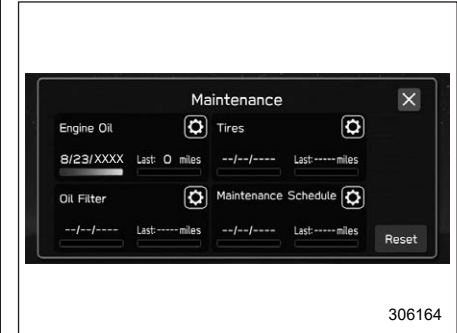 Maintenance
Engine Oil
Tires
8/23/XXXX Last: 0 miles
--/--/---- Last:----- miles
Oil Filter
Maintenance Schedule
--/--/---- Last:----- miles
--/--/---- Last:----- miles
Reset
306164